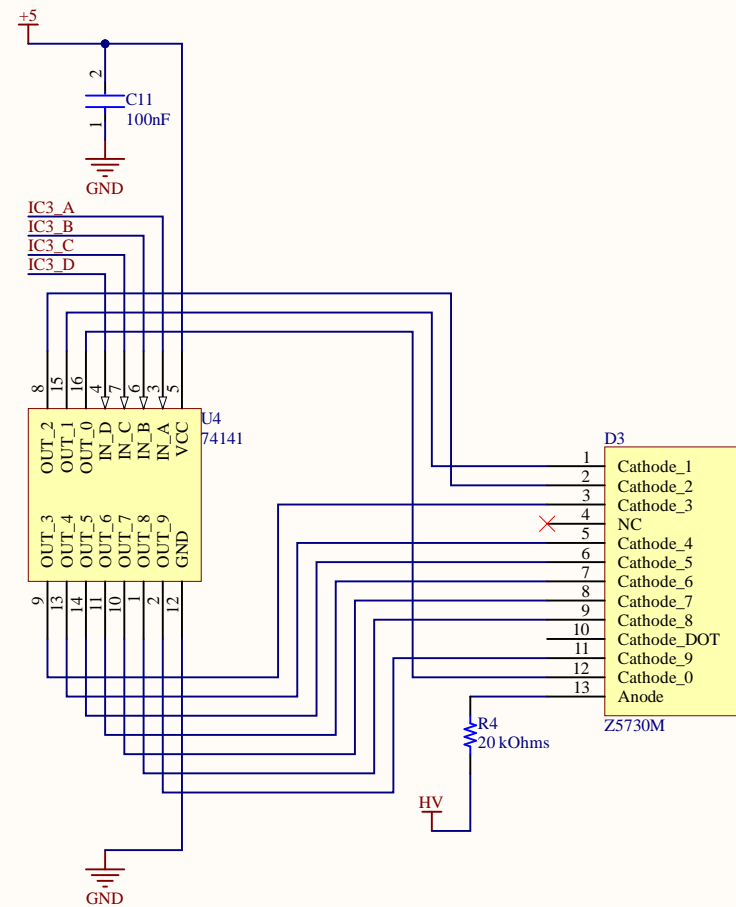 +5
2
C11
1
100nF
GND
IC3_A
IC3_B
IC3_C
IC3_D
8
15
16
4
7
6
3
5
U4
74141
OUT_2
OUT_1
OUT_0
IN_D
IN_C
IN_B
IN_A
VCC
OUT_3
OUT_4
OUT_5
OUT_6
OUT_7
OUT_8
OUT_9
GND
9
13
14
11
10
1
2
12
D3
1 Cathode_1
2 Cathode_2
3 Cathode_3
4 NC
5 Cathode_4
6 Cathode_5
7 Cathode_6
8 Cathode_7
9 Cathode_8
10 Cathode_DOT
11 Cathode_9
12 Cathode_0
13 Anode
Z5730M
R4
20 kOhms
HV
GND